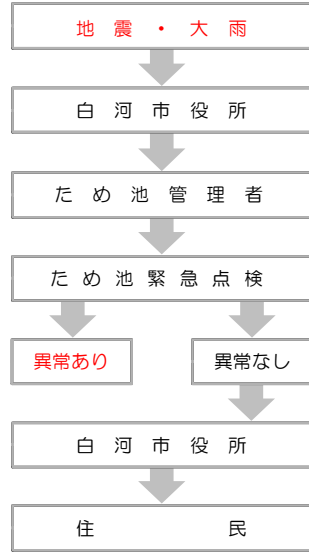 地震・大雨
白河市役所
ため池管理者
ため池緊急点検
異常あり
異常なし
白河市役所
住民